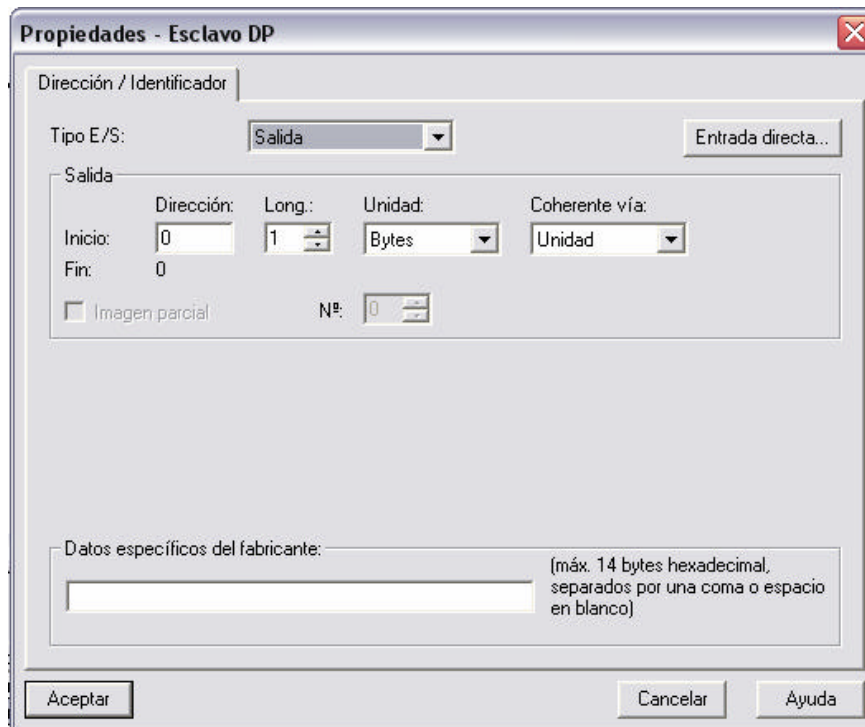 Propiedades - Esclavo DP
Dirección / Identificador
Tipo E/S: Salida Entrada directa...
Salida
Dirección: Long.: Unidad: Coherente vía:
Inicio: 0 1 Bytes Unidad
Fin: 0
Imagen parcial Nº: 0
Datos específicos del fabricante:
(máx. 14 bytes hexadecimal,
separados por una coma o espacio
en blanco)
Aceptar Cancelar Ayuda